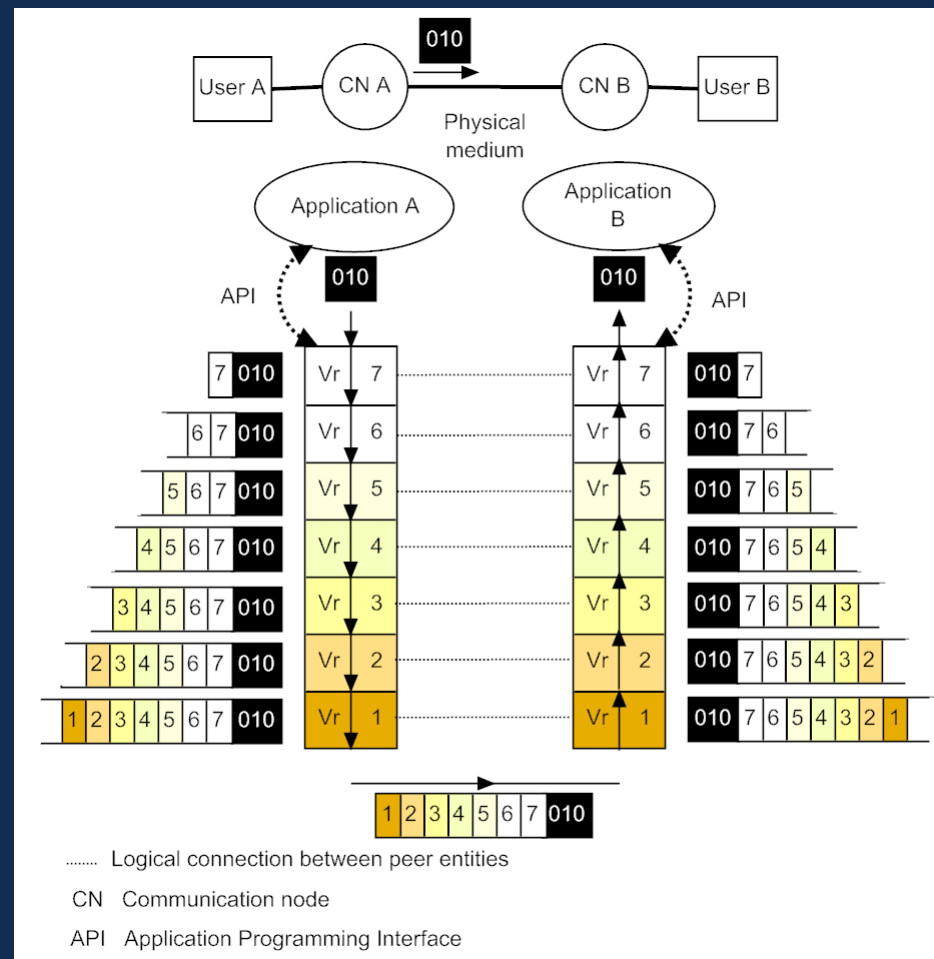 010
User A CN A CN B User B
Physical
medium
Application A
Application
B
010 010
API API
7 010 Vr 7 Vr 7 010 7
6 7 010 Vr 6 Vr 6 010 7 6
5 6 7 010 Vr 5 Vr 5 010 7 6 5
4 5 6 7 010 Vr 4 Vr 4 010 7 6 5 4
3 4 5 6 7 010 Vr 3 Vr 3 010 7 6 5 4 3
2 3 4 5 6 7 010 Vr 2 Vr 2 010 7 6 5 4 3 2
1 2 3 4 5 6 7 010 Vr 1 Vr 1 010 7 6 5 4 3 2 1
1 2 3 4 5 6 7 010
........ Logical connection between peer entities
CN Communication node
API Application Programming Interface